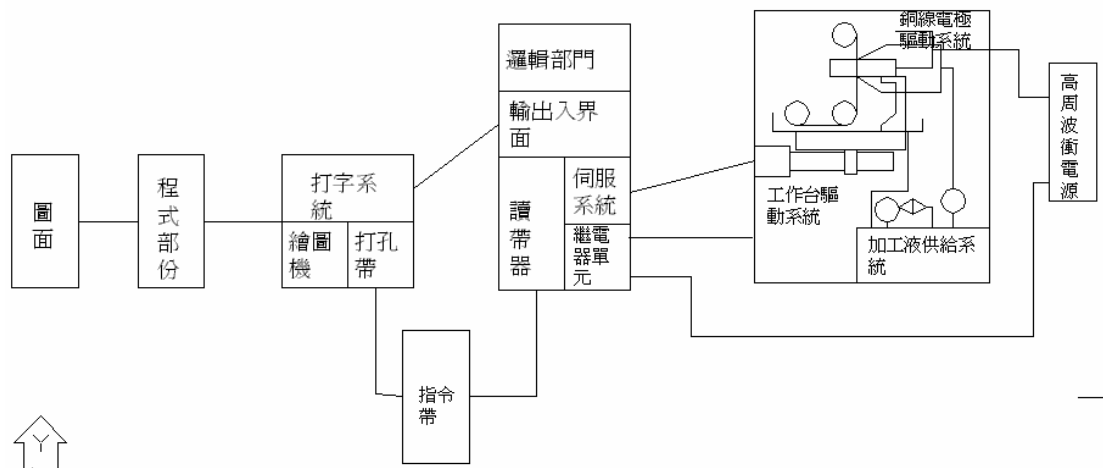 圖面
程式部份
打字系
統
繪圖
機
打孔
帶
指令
帶
邏輯部門
輸出入界
面
讀帶器
伺服
系統
繼電
器單
元
銅線電極
驅動系統
工作台驅
動系統
加工液供給系
統
高周波衝電源
Y